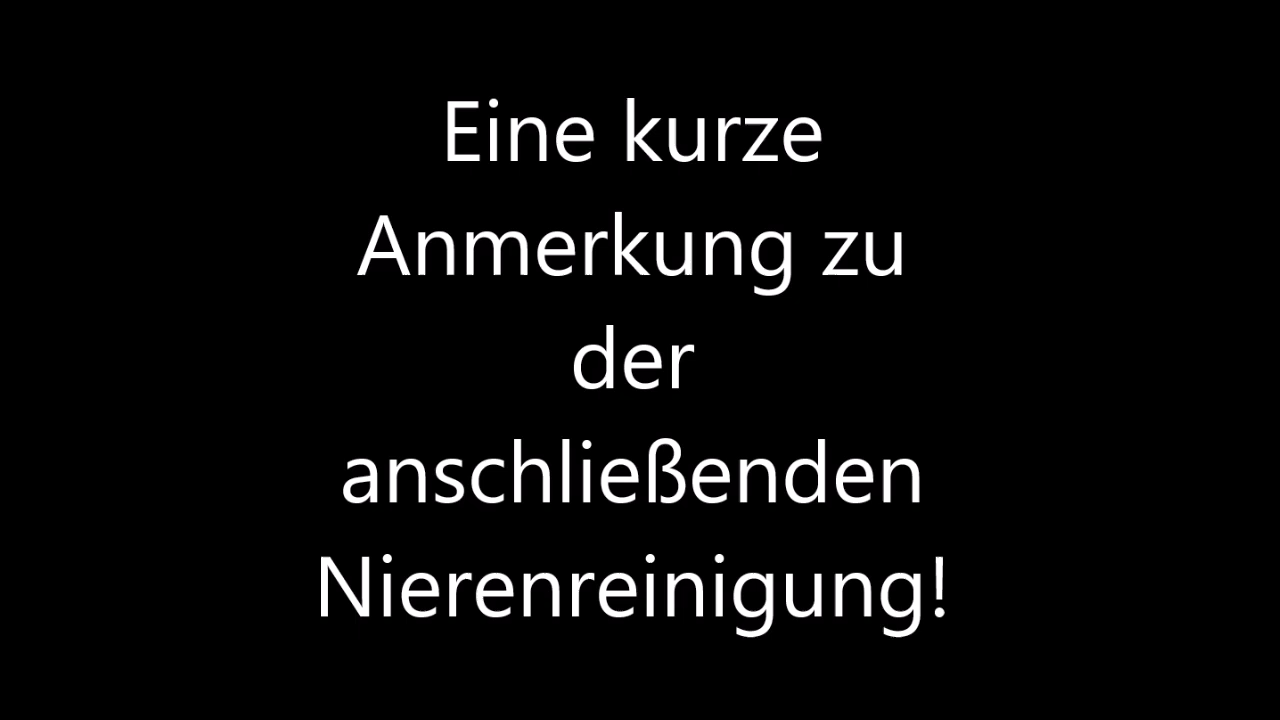 Eine kurze
Anmerkung zu
der
anschließenden
Nierenreinigung!